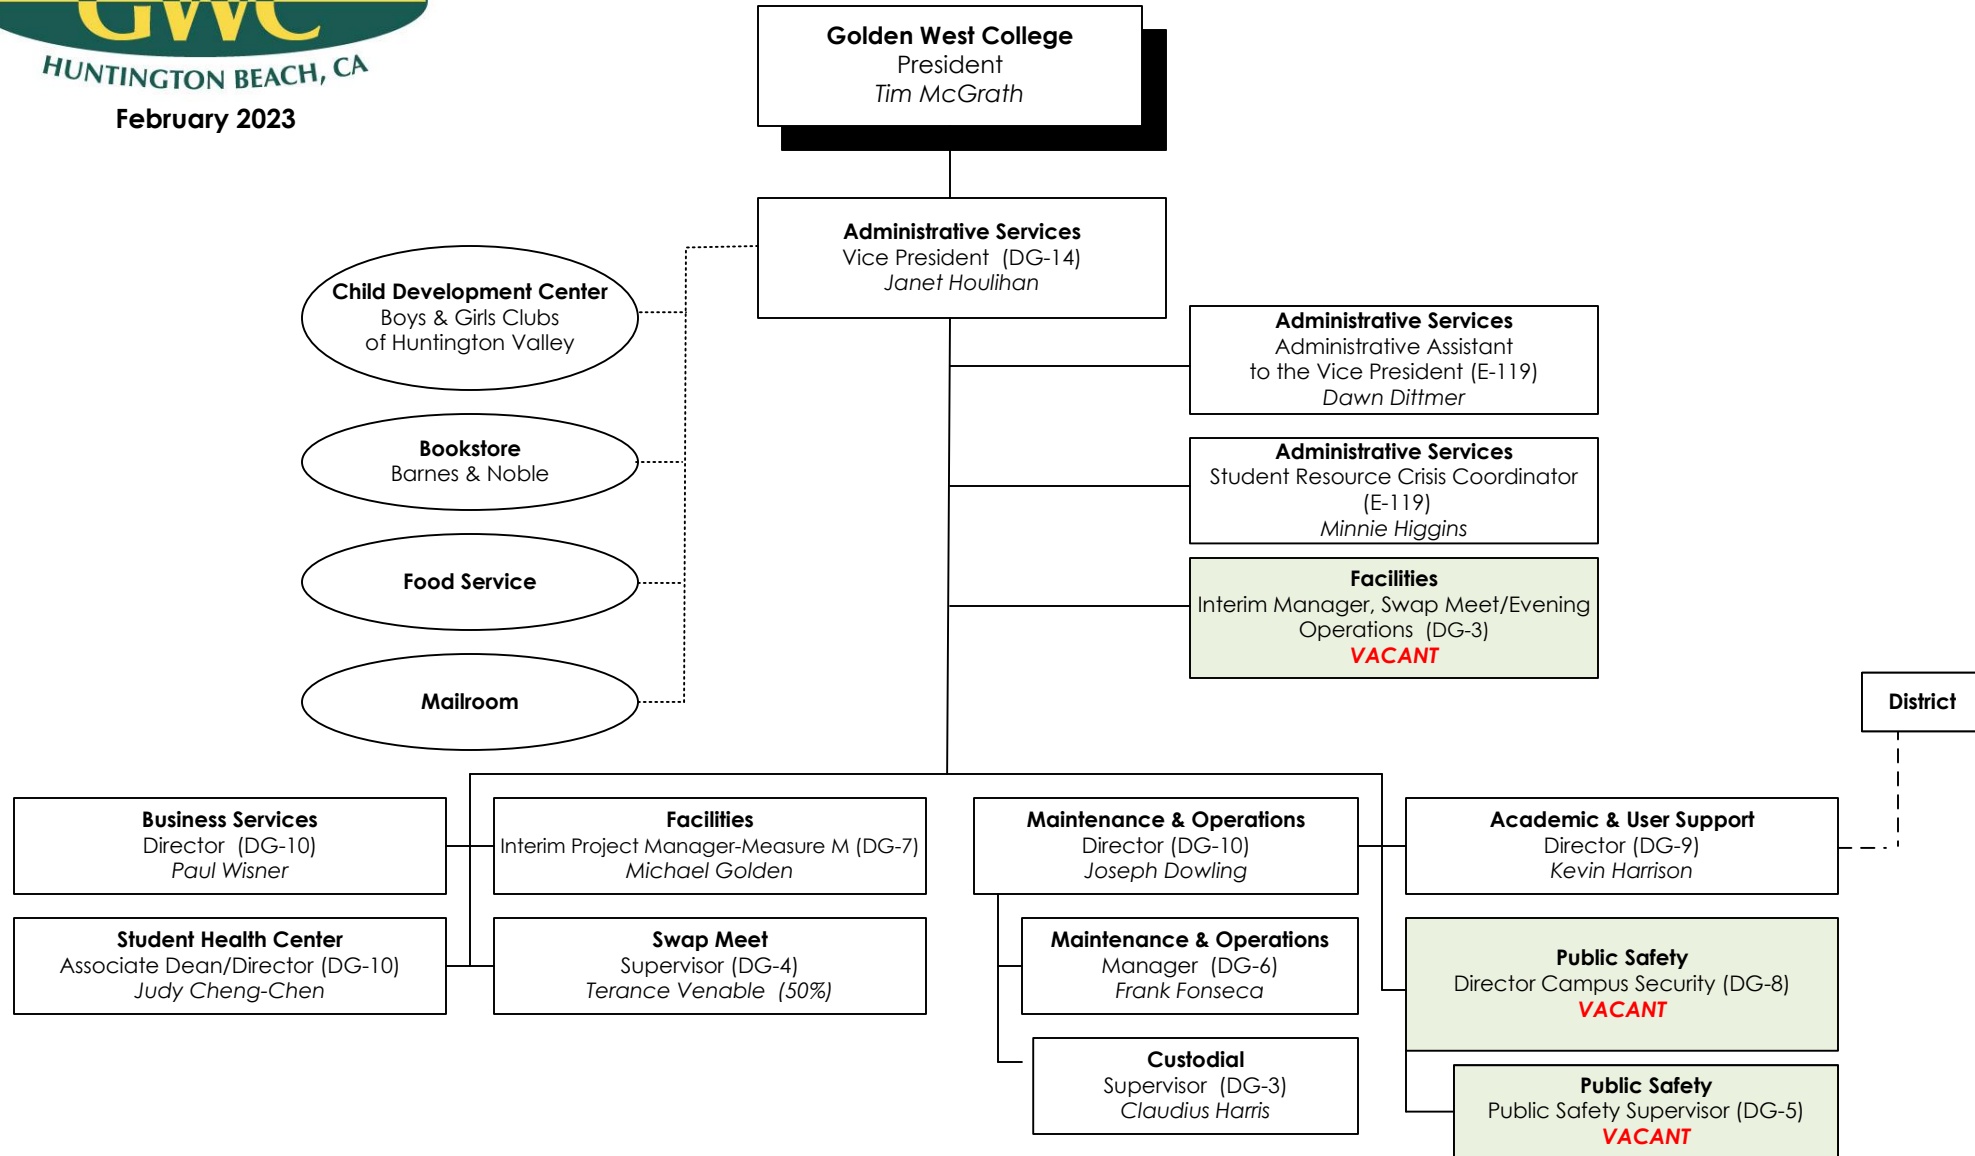 GWC
HUNTINGTON BEACH, CA
February 2023
Golden West College
President
Tim McGrath
Administrative Services
Vice President (DG-14)
Janet Houlihan
Child Development Center
Boys & Girls Clubs
of Huntington Valley
Bookstore
Barnes & Noble
Food Service
Mailroom
Administrative Services
Administrative Assistant
to the Vice President (E-119)
Dawn Dittmer
Administrative Services
Student Resource Crisis Coordinator
(E-119)
Minnie Higgins
Facilities
Interim Manager, Swap Meet/Evening
Operations (DG-3)
VACANT
District
Business Services
Director (DG-10)
Paul Wisner
Facilities
Interim Project Manager-Measure M (DG-7)
Michael Golden
Maintenance & Operations
Director (DG-10)
Joseph Dowling
Academic & User Support
Director (DG-9)
Kevin Harrison
Student Health Center
Associate Dean/Director (DG-10)
Judy Cheng-Chen
Swap Meet
Supervisor (DG-4)
Terance Venable (50%)
Maintenance & Operations
Manager (DG-6)
Frank Fonseca
Public Safety
Director Campus Security (DG-8)
VACANT
Custodial
Supervisor (DG-3)
Claudius Harris
Public Safety
Public Safety Supervisor (DG-5)
VACANT